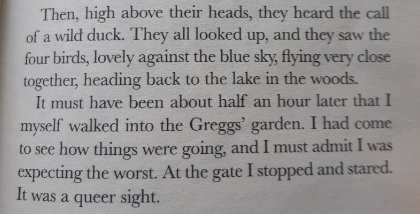 Then, high above their heads, they heard the call
of a wild duck. They all looked up, and they saw the
four birds, lovely against the blue sky, flying very close
together, heading back to the lake in the woods.
It must have been about half an hour later that I
myself walked into the Greggs' garden. I had come
to see how things were going, and I must admit I was
expecting the worst. At the gate I stopped and stared.
It was a queer sight.